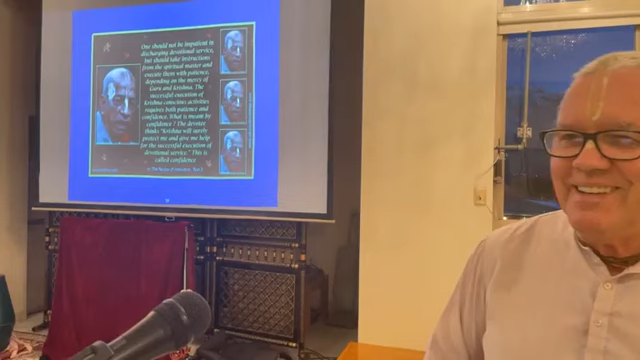 One should not be impatient in
discharging devotional service,
but should take instructions
from the spiritual master and
execute them with patience,
depending on the mercy of
Guru and Krishna. The
successful execution of
Krishna conscious activities
requires both patience and
confidence. What is meant by
confidence ? The devotee
thinks "Krishna will surely
protect me and give me help
for the successful execution of
devotional service." This is
called confidence